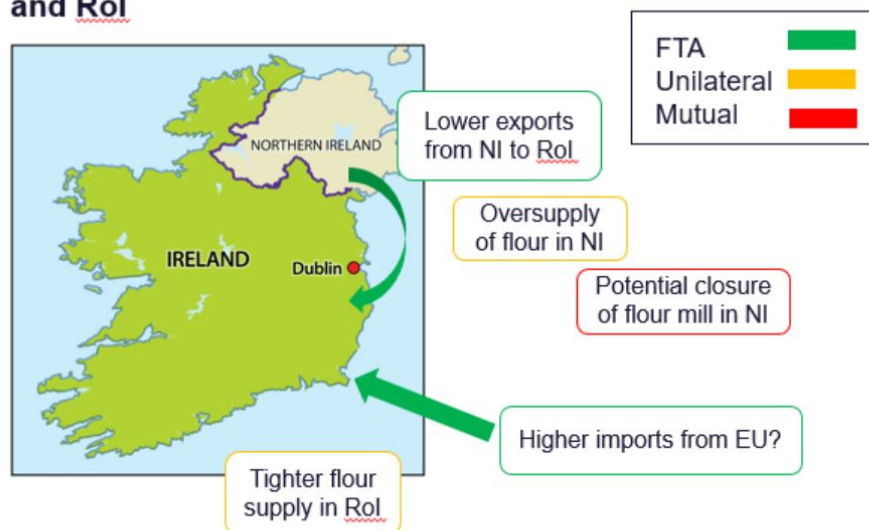 and RoI
FTA
Unilateral
Mutual
Lower exports
from NI to RoI
NORTHERN IRELAND
Oversupply
of flour in NI
IRELAND
Dublin
Potential closure
of flour mill in NI
Higher imports from EU?
Tighter flour
supply in RoI